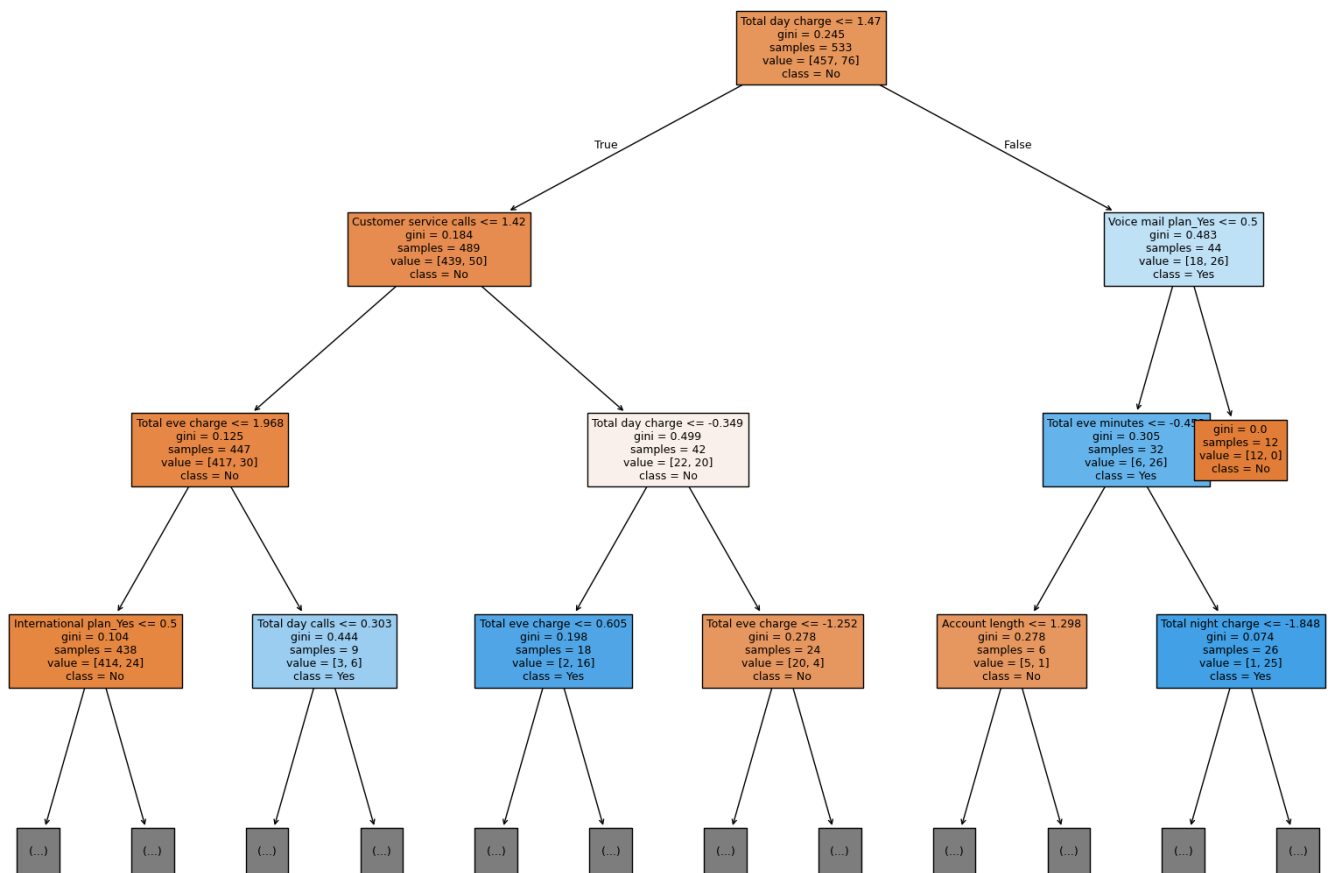 Total day charge <= 1.47
gini = 0.245
samples = 533
value = [457, 76]
class = No
True
False
Customer service calls <= 1.42
gini = 0.184
samples = 489
value = [439, 50]
class = No
Voice mail plan_Yes <= 0.5
gini = 0.483
samples = 44
value = [18, 26]
class = Yes
Total eve charge <= 1.968
gini = 0.125
samples = 447
value = [417, 30]
class = No
Total day charge <= -0.349
gini = 0.499
samples = 42
value = [22, 20]
class = No
Total eve minutes <=
gini = 0.305
samples = 32
value = [6, 26]
class = Yes
gini = 0.0
samples = 12
value = [12, 0]
class = No
International plan_Yes <= 0.5
gini = 0.104
samples = 438
value = [414, 24]
class = No
Total day calls <= 0.303
gini = 0.444
samples = 9
value = [3, 6]
class = Yes
Total eve charge <= 0.605
gini = 0.198
samples = 18
value = [2, 16]
class = Yes
Total eve charge <= -1.252
gini = 0.278
samples = 24
value = [20, 4]
class = No
Account length <= 1.298
gini = 0.278
samples = 6
value = [5, 1]
class = No
Total night charge <= -1.848
gini = 0.074
samples = 26
value = [1, 25]
class = Yes
(...)
(...)
(...)
(...)
(...)
(...)
(...)
(...)
(...)
(...)
(...)
(...)